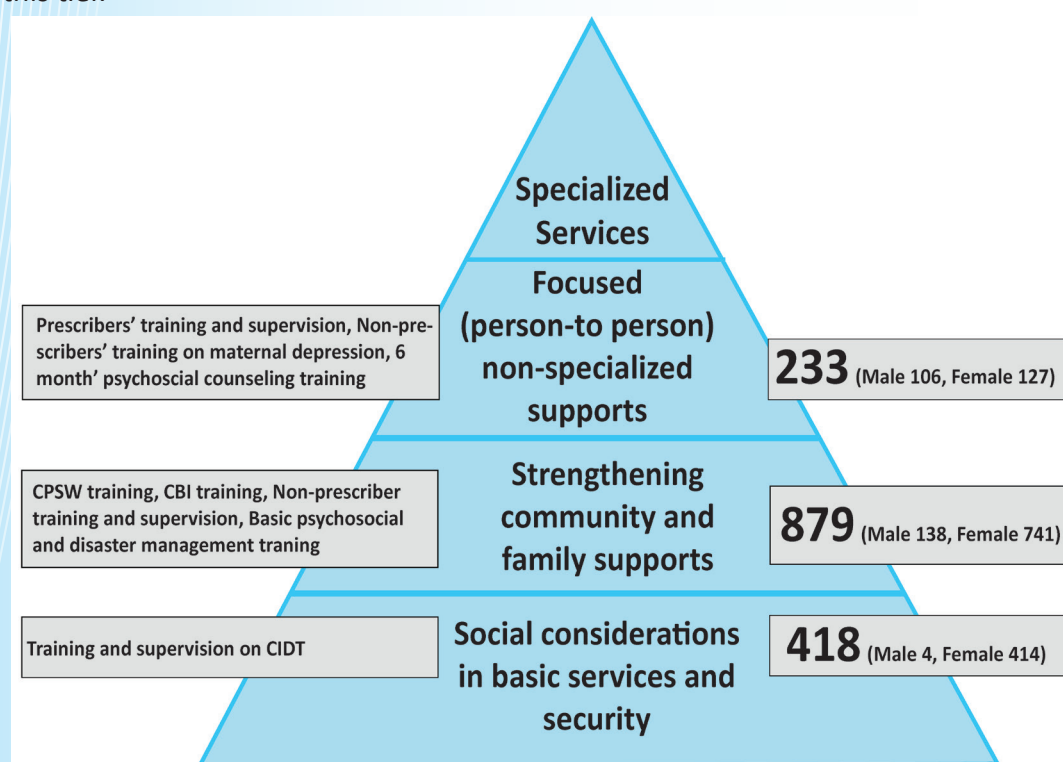 Specialized
Services
Focused
(person-to person)
non-specialized
supports
Prescribers’ training and supervision, Non-pre-
scribers’ training on maternal depression, 6
month’ psychoscial counseling training
233 (Male 106, Female 127)
Strengthening
community and
family supports
CPSW training, CBI training, Non-prescriber
training and supervision, Basic psychosocial
and disaster management traning
879 (Male 138, Female 741)
Social considerations
in basic services and
security
Training and supervision on CIDT
418 (Male 4, Female 414)